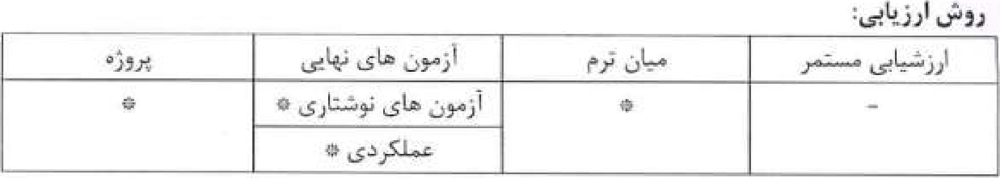 روش ارزیابی:
ارزشیابی مستمر میان ترم آزمون های نهایی پروژه
- * آزمون های نوشتاری * *
عملکردی *